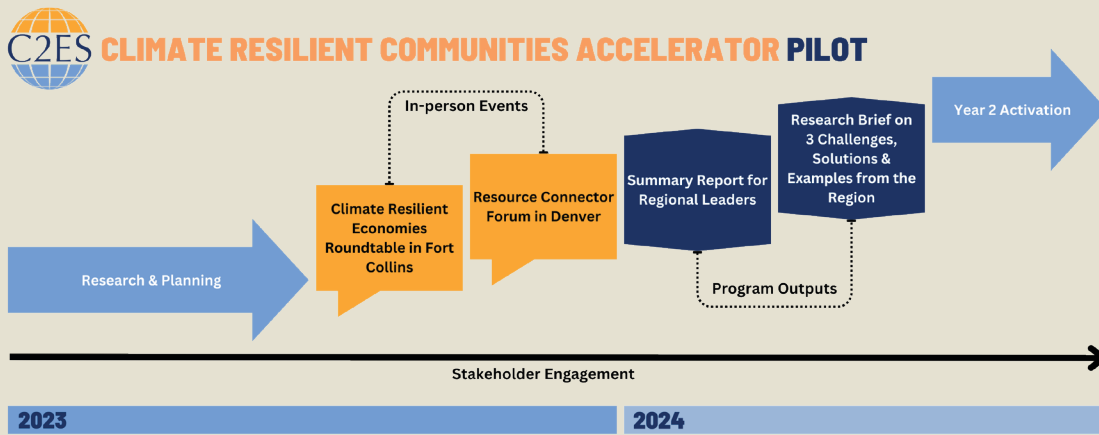 C2ES
CLIMATE RESILIENT COMMUNITIES ACCELERATOR PILOT
In-person Events
Research & Planning
Climate Resilient
Economies
Roundtable in Fort
Collins
Resource Connector
Forum in Denver
Summary Report for
Regional Leaders
Research Brief on
3 Challenges,
Solutions &
Examples from the
Region
Year 2 Activation
Program Outputs
Stakeholder Engagement
2023
2024